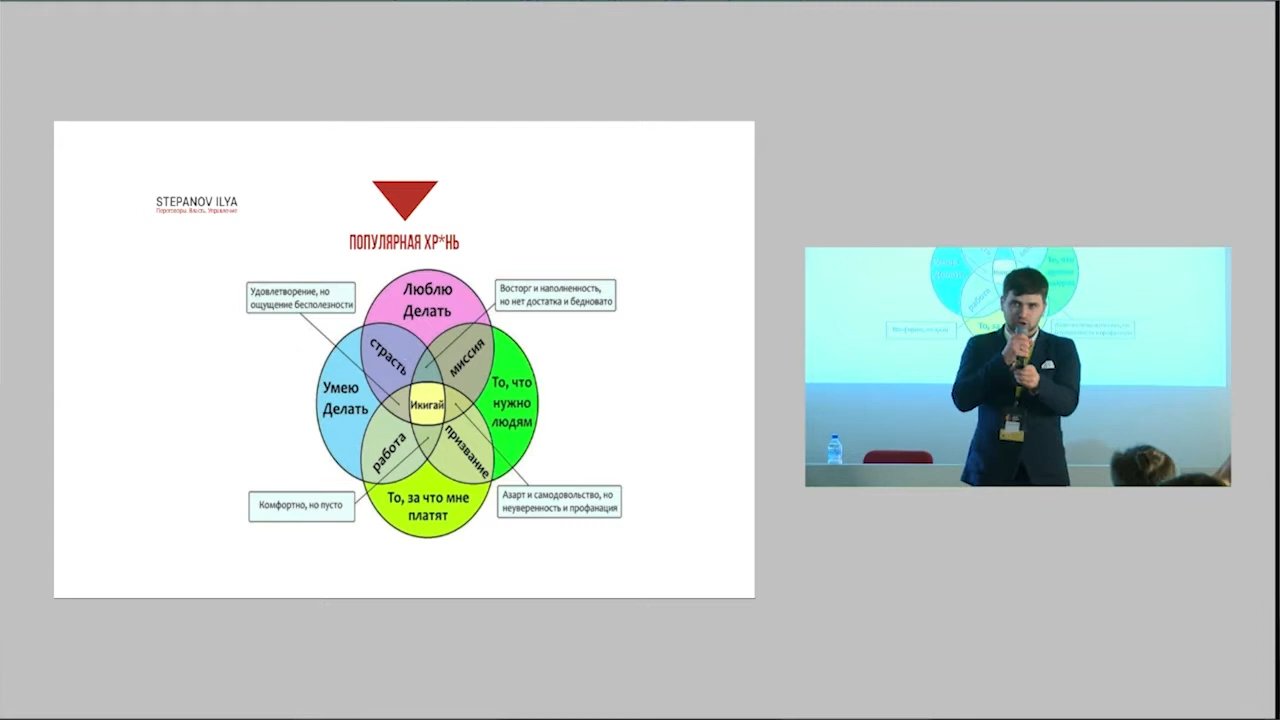 STEPANOV ILYA
Переговоры. Власть. Управление
ПОПУЛЯРНАЯ ХР*НЬ
Удовлетворение, но
ощущение бесполезности
Восторг и наполненность,
но нет достатка и бедновато
Люблю
Делать
страсть
миссия
Умею
Делать
Икигай
То, что
нужно
людям
работа
призвание
То, за что мне
платят
Комфортно, но пусто
Азарт и самодовольство, но
неуверенность и профанация